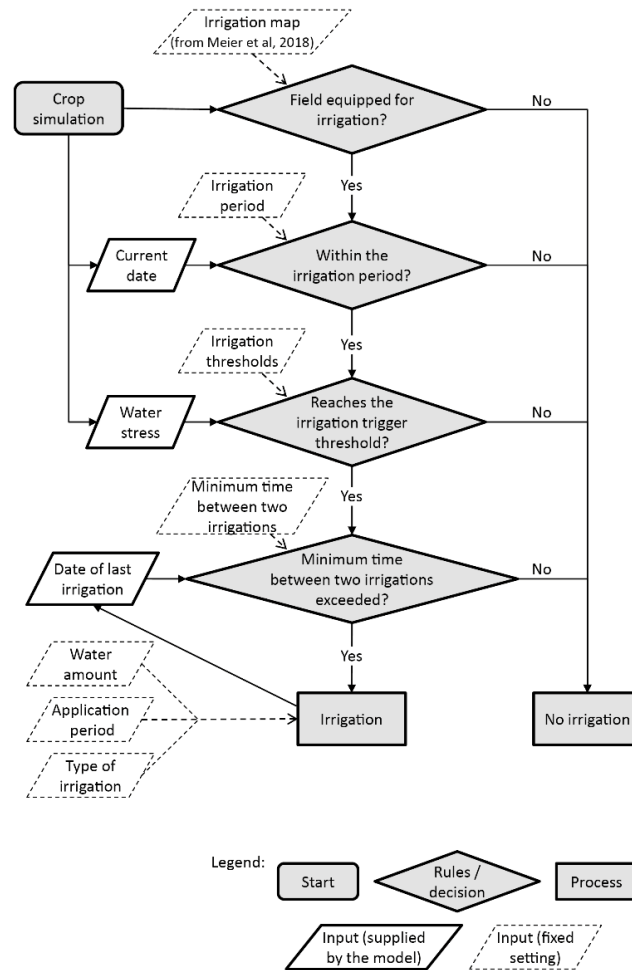 Irrigation map
(from Meier et al, 2018)
Crop
simulation
Field equipped for
irrigation?
No
Yes
Irrigation
period
Current
date
Within the
irrigation period?
No
Yes
Irrigation
thresholds
Water
stress
Reaches the
irrigation trigger
threshold?
No
Yes
Minimum time
between two
irrigations
Date of last
irrigation
Minimum time
between two irrigations
exceeded?
No
Yes
Water
amount
Application
period
Type of
irrigation
Irrigation
No irrigation
Legend:
Start
Rules /
decision
Process
Input (supplied
by the model)
Input (fixed
setting)